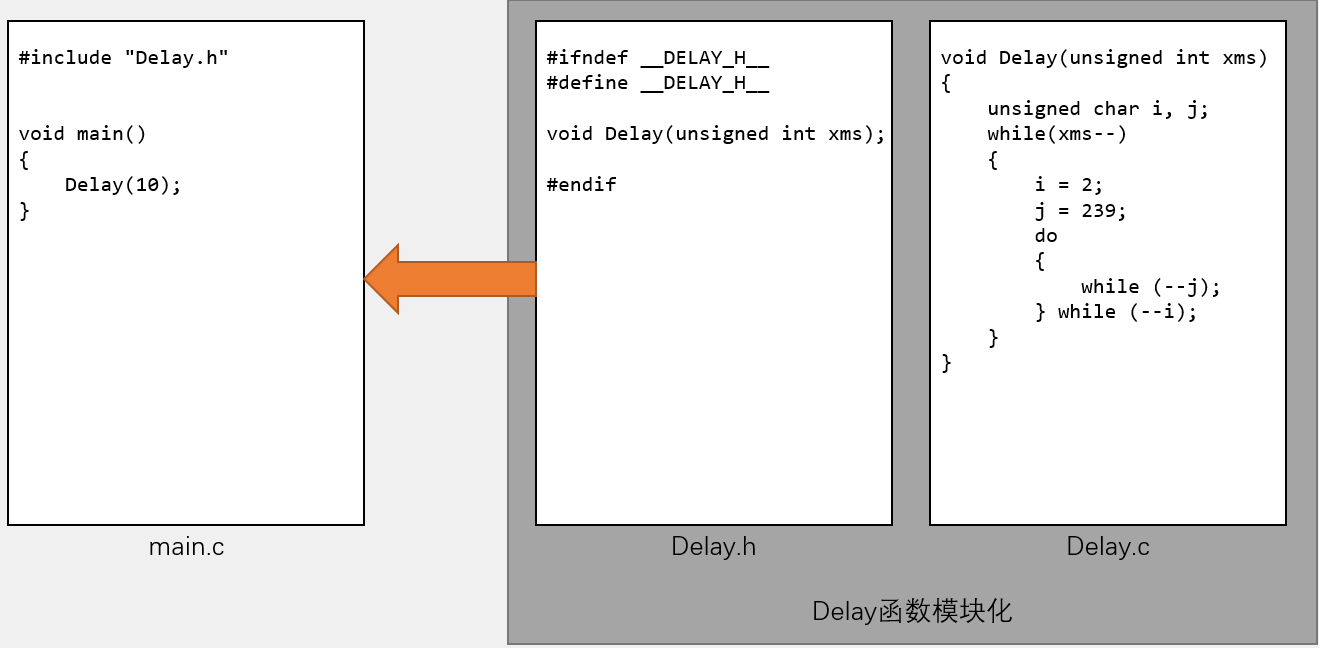 #include "Delay.h"
void main()
{
    Delay(10);
}
main.c
#ifndef __DELAY_H__
#define __DELAY_H__
void Delay(unsigned int xms);
#endif
Delay.h
void Delay(unsigned int xms)
{
    unsigned char i, j;
    while(xms--)
    {
        i = 2;
        j = 239;
        do
        {
            while (--j);
        } while (--i);
    }
}
Delay.c
Delay函数模块化